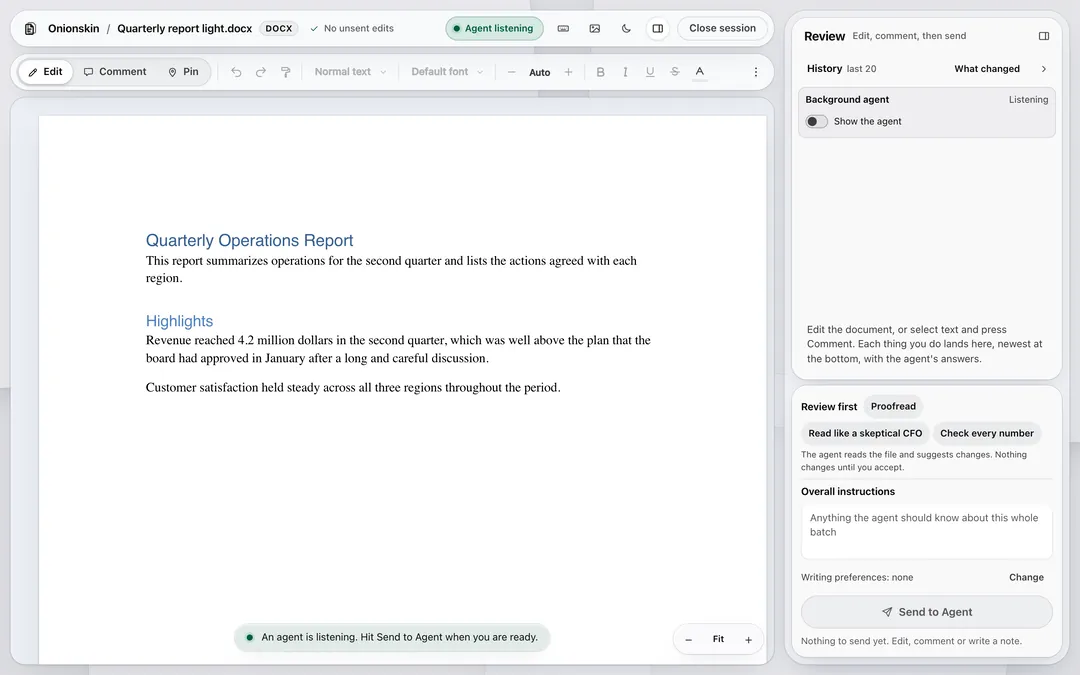 Onionskin / Quarterly report light.docx DOCX ✓ No unsent edits Agent listening Close session
Edit Comment Pin Normal text Default font − Auto + B I U S A
Quarterly Operations Report
This report summarizes operations for the second quarter and lists the actions agreed with each
region.
Highlights
Revenue reached 4.2 million dollars in the second quarter, which was well above the plan that the
board had approved in January after a long and careful discussion.
Customer satisfaction held steady across all three regions throughout the period.
An agent is listening. Hit Send to Agent when you are ready.
− Fit +
Review Edit, comment, then send
History last 20 What changed
Background agent Listening
Show the agent
Edit the document, or select text and press
Comment. Each thing you do lands here, newest at
the bottom, with the agent's answers.
Review first Proofread
Read like a skeptical CFO Check every number
The agent reads the file and suggests changes. Nothing
changes until you accept.
Overall instructions
Anything the agent should know about this whole
batch
Writing preferences: none Change
Send to Agent
Nothing to send yet. Edit, comment or write a note.